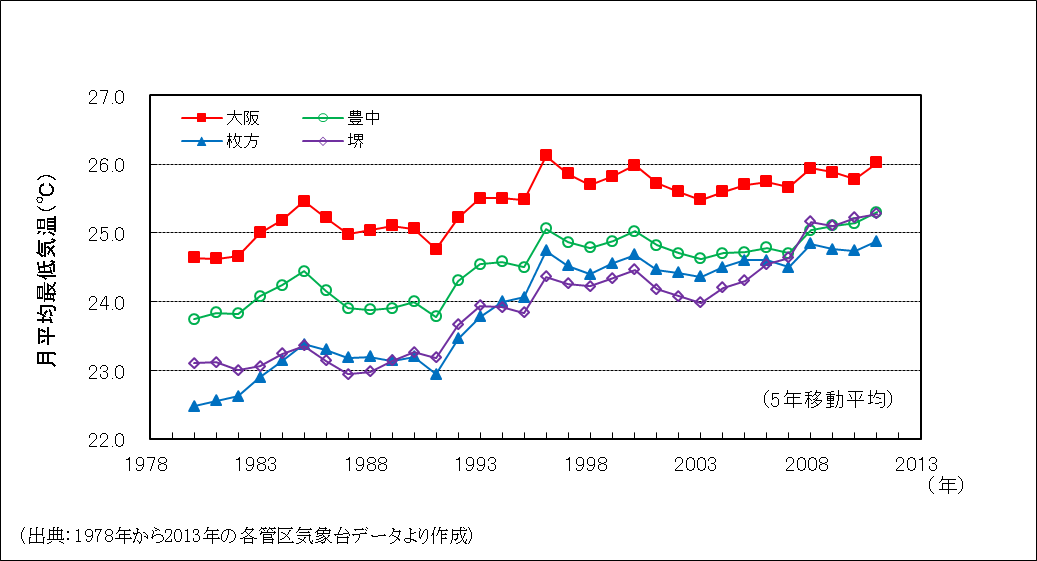 27.0
26.0
25.0
24.0
23.0
22.0
月平均最低気温(℃)
大阪 豊中
枚方 堺
(5年移動平均)
1978 1983 1988 1993 1998 2003 2008 2013
(年)
(出典:1978年から2013年の各管区気象台データより作成)